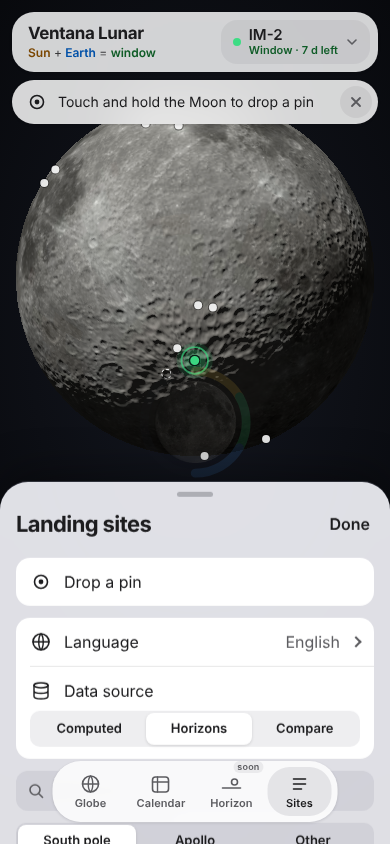 Ventana Lunar
Sun + Earth = window
IM-2
Window · 7 d left
Touch and hold the Moon to drop a pin
Landing sites
Done
Drop a pin
Language
English
Data source
Computed
Horizons
Compare
soon
Globe
Calendar
Horizon
Sites
South pole
Apollo
Other